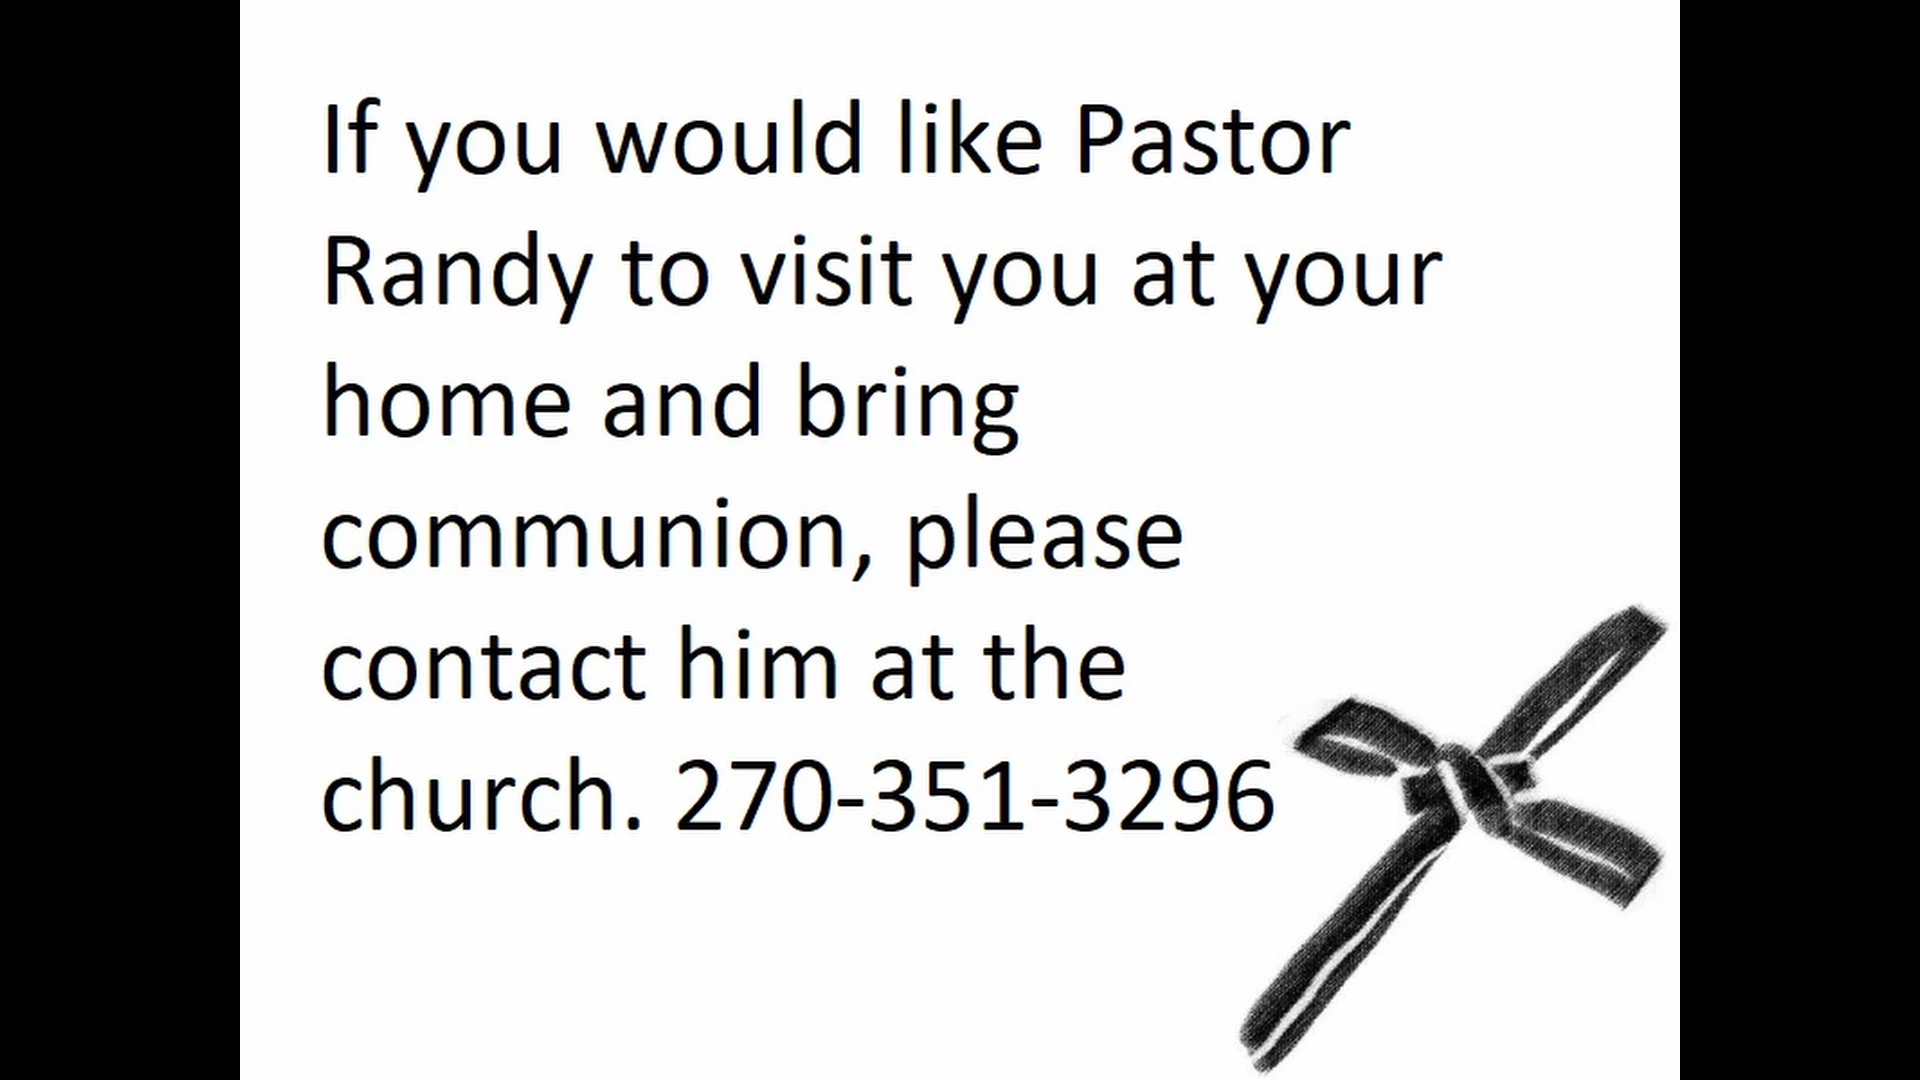 If you would like Pastor
Randy to visit you at your
home and bring
communion, please
contact him at the
church. 270-351-3296